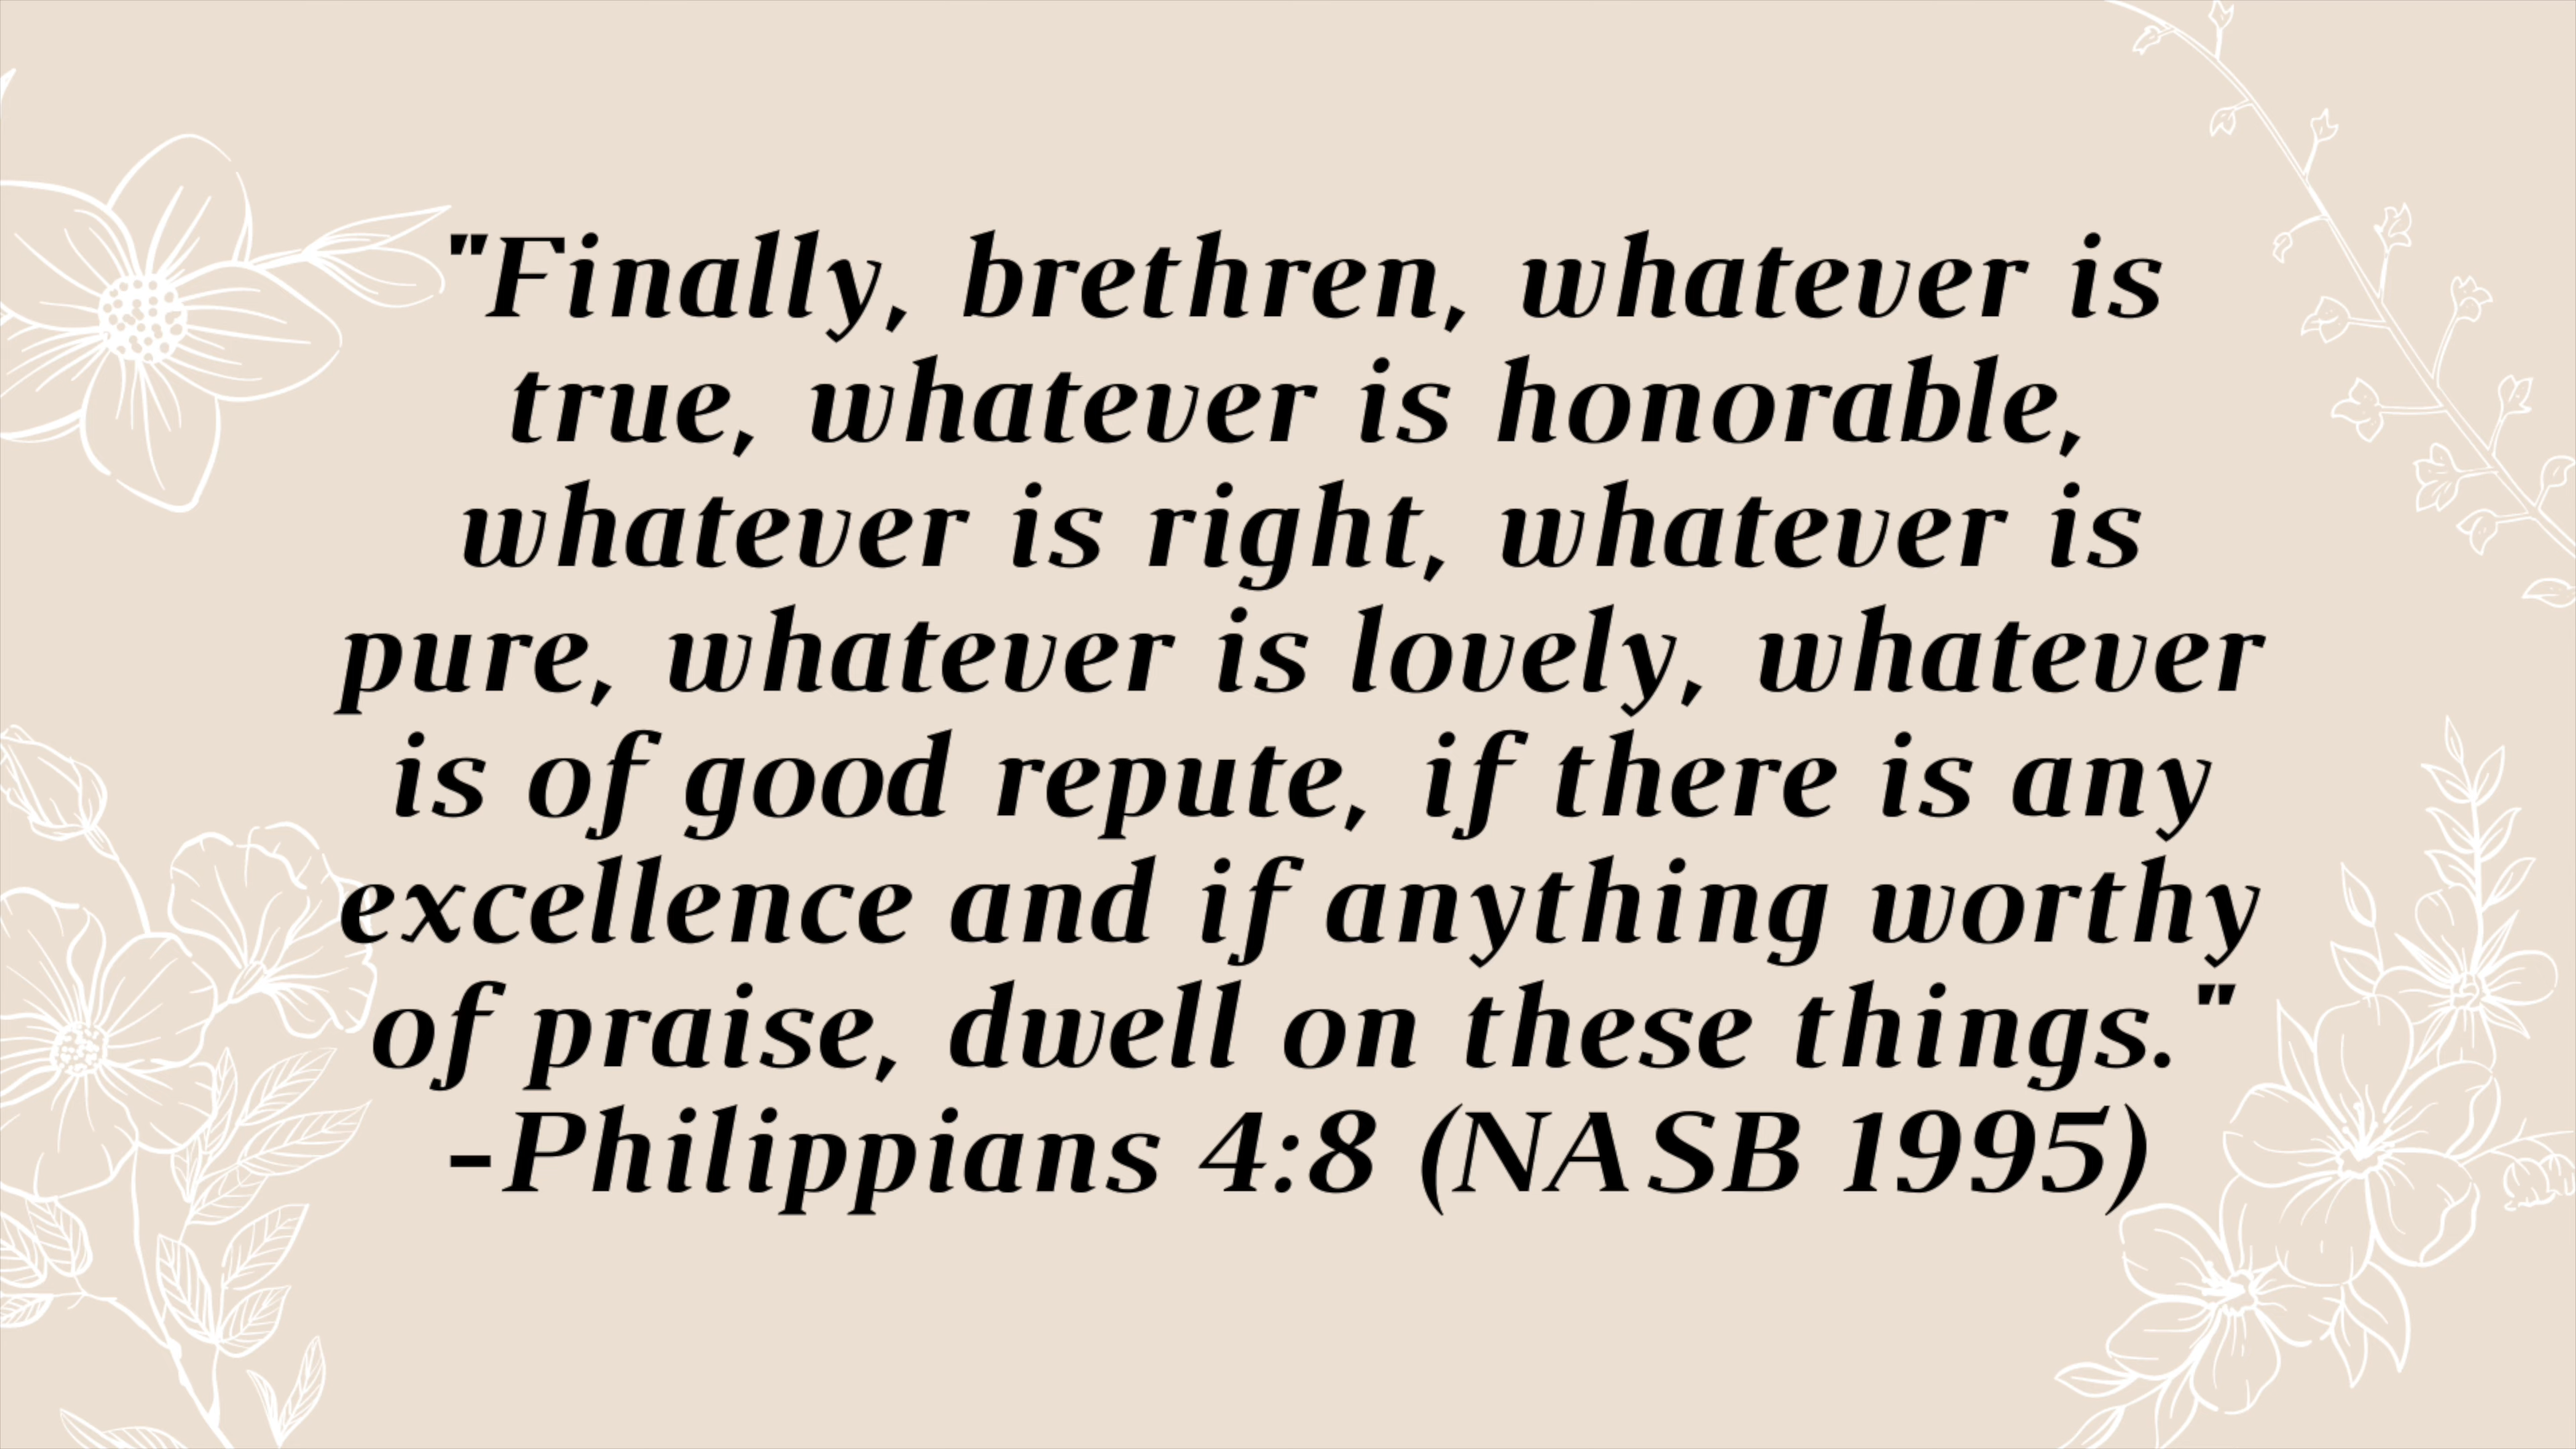 "Finally, brethren, whatever is
true, whatever is honorable,
whatever is right, whatever is
pure, whatever is lovely, whatever
is of good repute, if there is any
excellence and if anything worthy
of praise, dwell on these things."
-Philippians 4:8 (NASB 1995)